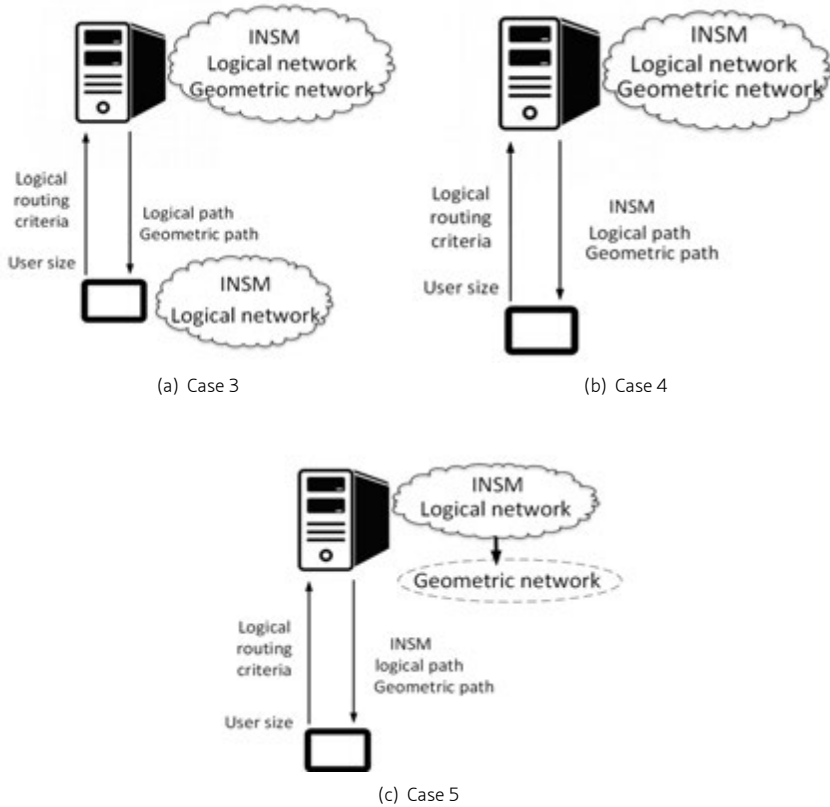 INSM
Logical network
Geometric network
Logical
routing
criteria
User size
Logical path
Geometric path
INSM
Logical network
(a) Case 3
INSM
Logical network
Geometric network
Logical
routing
criteria
User size
INSM
Logical path
Geometric path
(b) Case 4
INSM
Logical network
Geometric network
Logical
routing
criteria
User size
INSM
logical path
Geometric path
(c) Case 5